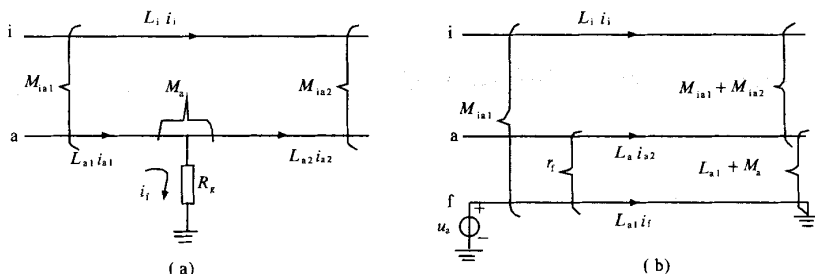 i
L_i i_i
M_ia1
M_a
M_ia2
a
L_a1 i_a1
L_a2 i_a2
i_f
R_g
(a)
i
L_i i_i
M_ia1
M_ia1 + M_ia2
a
L_a i_a2
r_f
L_a1 + M_a
f
+
u_a
−
L_a1 i_f
(b)